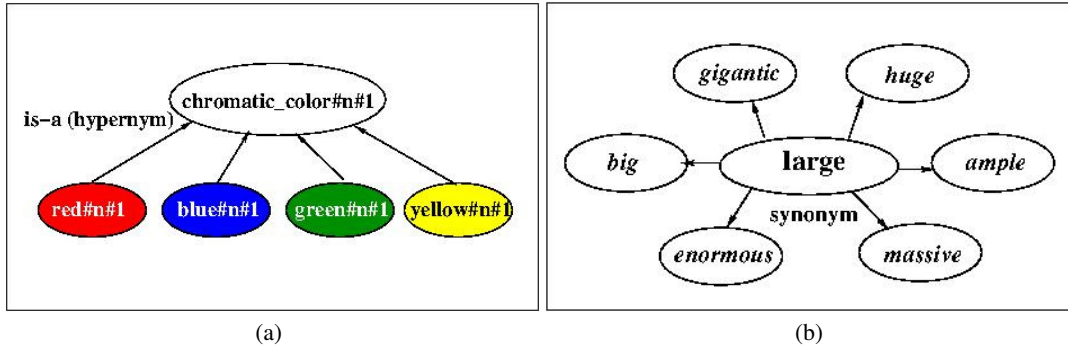 chromatic_color#n#1
is-a (hypernym)
red#n#1 blue#n#1 green#n#1 yellow#n#1
(a)
gigantic huge
big large ample
synonym
enormous massive
(b)